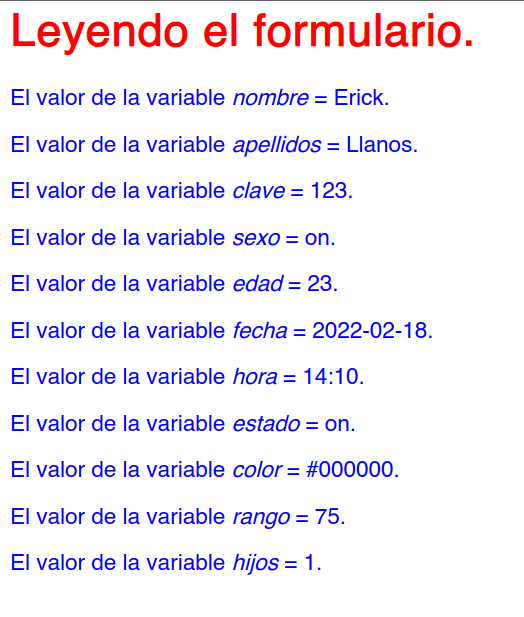 Leyendo el formulario.
El valor de la variable nombre = Erick.
El valor de la variable apellidos = Llanos.
El valor de la variable clave = 123.
El valor de la variable sexo = on.
El valor de la variable edad = 23.
El valor de la variable fecha = 2022-02-18.
El valor de la variable hora = 14:10.
El valor de la variable estado = on.
El valor de la variable color = #000000.
El valor de la variable rango = 75.
El valor de la variable hijos = 1.